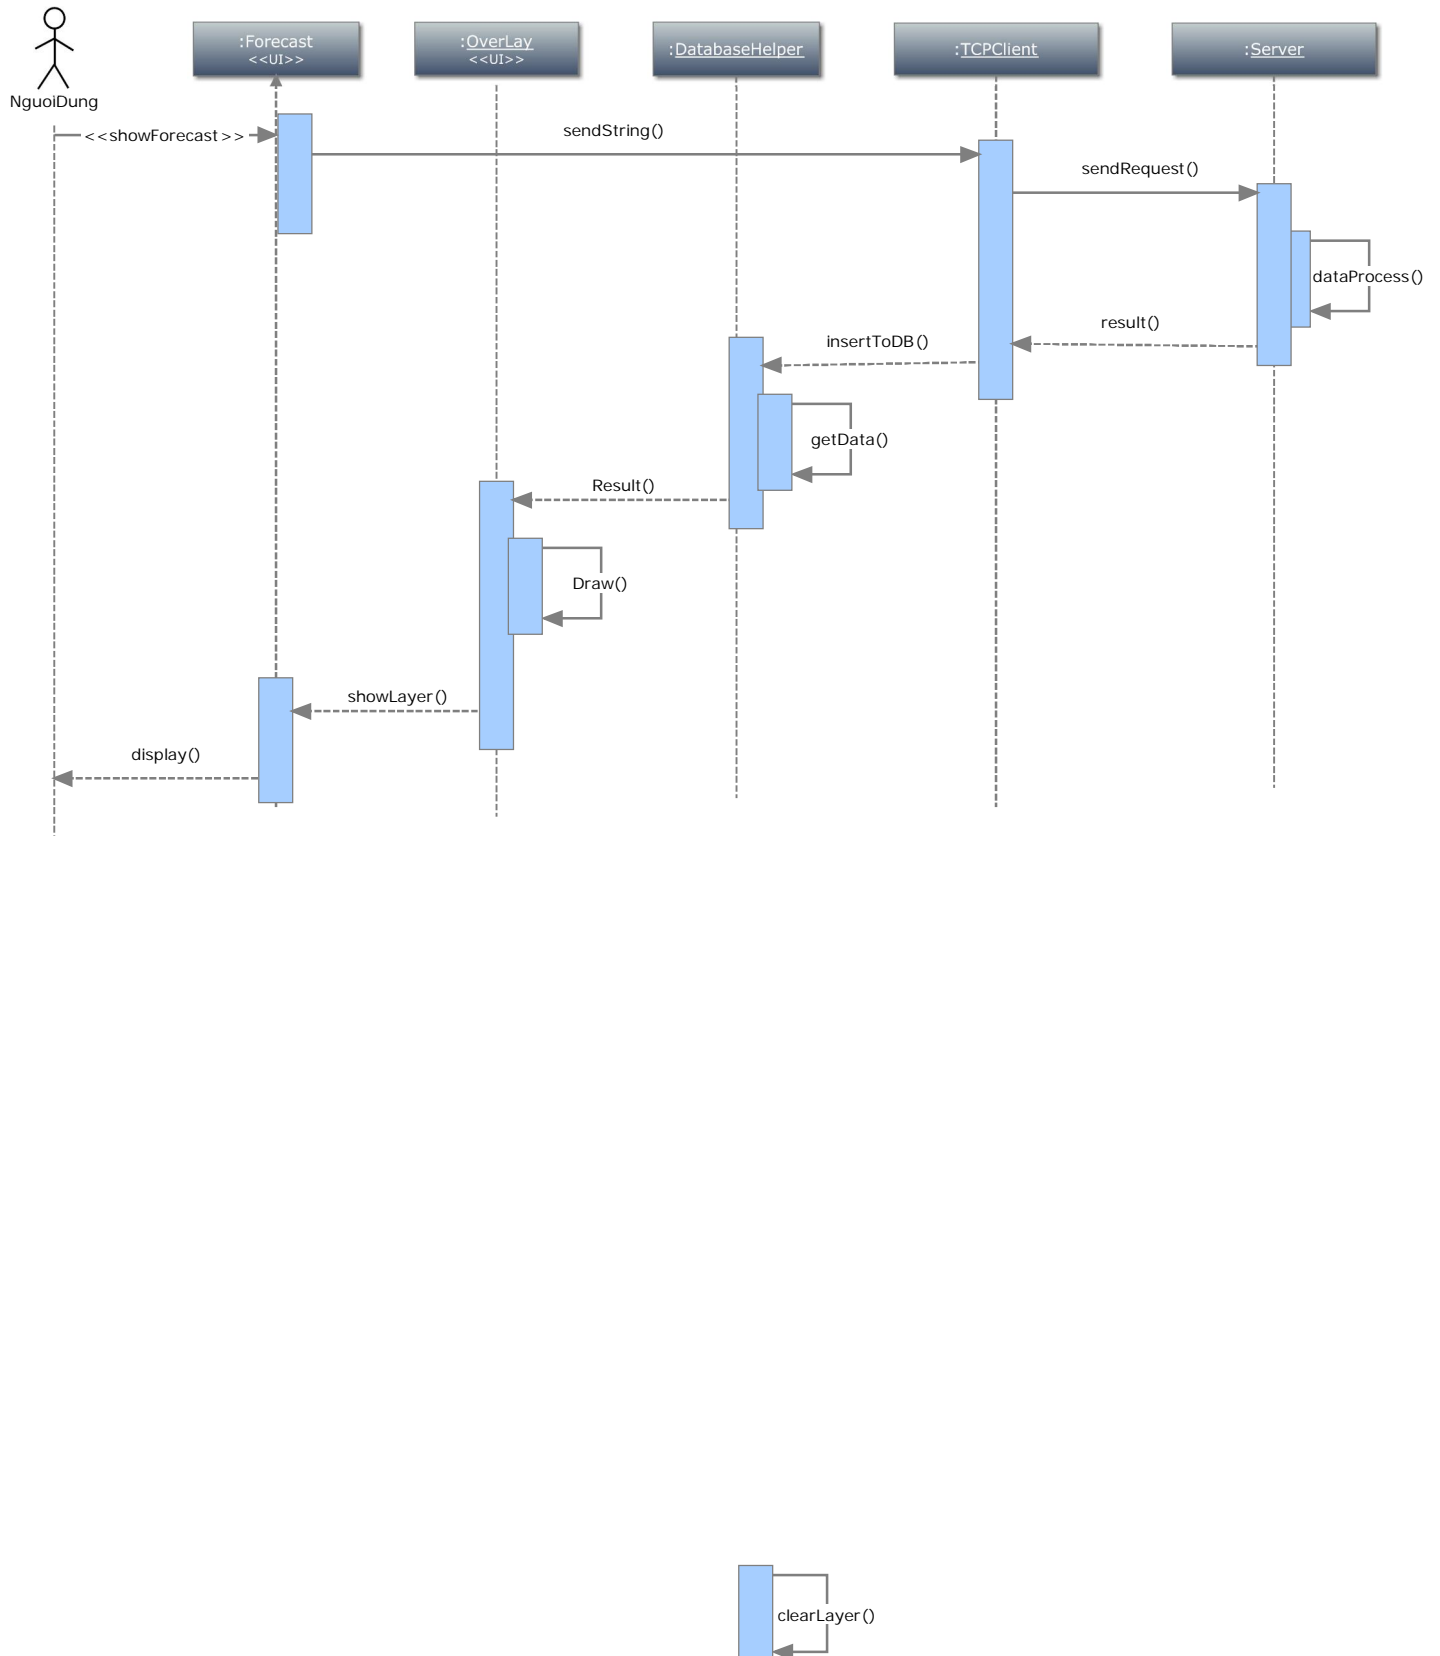 :Forecast
<<UI>>
:OverLay
<<UI>>
:DatabaseHelper
:TCPClient
:Server
NguoiDung
<<showForecast>>
sendString()
sendRequest()
dataProcess()
result()
insertToDB()
getData()
Result()
Draw()
showLayer()
display()
clearLayer()